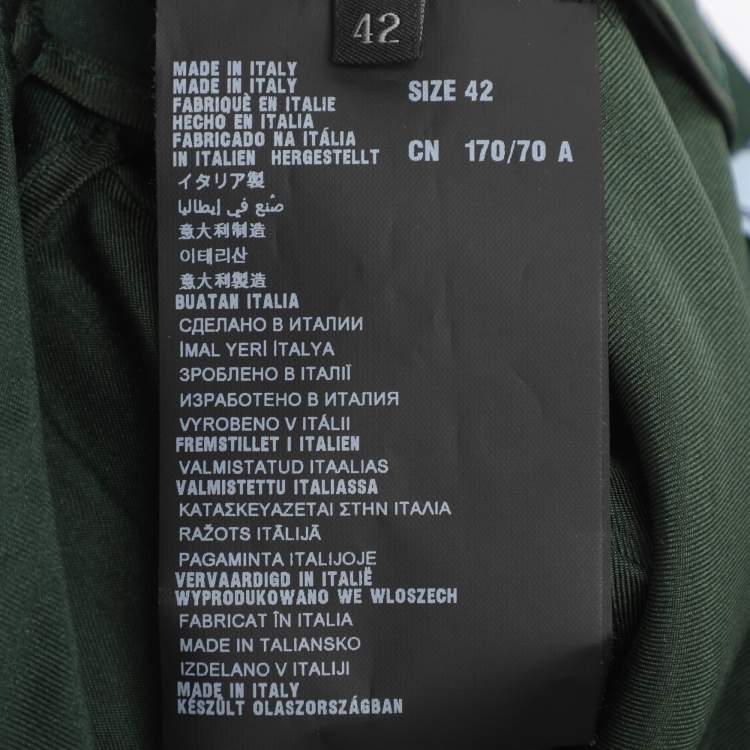 42
MADE IN ITALY
MADE IN ITALY
FABRIQUÈ EN ITALIE
HECHO EN ITALIA
FABRICADO NA ITÁLIA
IN ITALIEN HERGESTELLT
イタリア製
صُنع في إيطاليا
意大利制造
이태리산
意大利製造
BUATAN ITALIA
СДЕЛАНО В ИТАЛИИ
İMAL YERİ İTALYA
ЗРОБЛЕНО В ІТАЛІЇ
ИЗРАБОТЕНО В ИТАЛИЯ
VYROBENO V ITÁLII
FREMSTILLET I ITALIEN
VALMISTATUD ITAALIAS
VALMISTETTU ITALIASSA
ΚΑΤΑΣΚΕΥΑΖΕΤΑΙ ΣΤΗΝ ΙΤΑΛΙΑ
RAŽOTS ITĀLIJĀ
PAGAMINTA ITALIJOJE
VERVAARDIGD IN ITALIË
WYPRODUKOWANO WE WLOSZECH
FABRICAT ÎN ITALIA
MADE IN TALIANSKO
IZDELANO V ITALIJI
MADE IN ITALY
KÉSZÜLT OLASZORSZÁGBAN
SIZE 42
CN 170/70 A